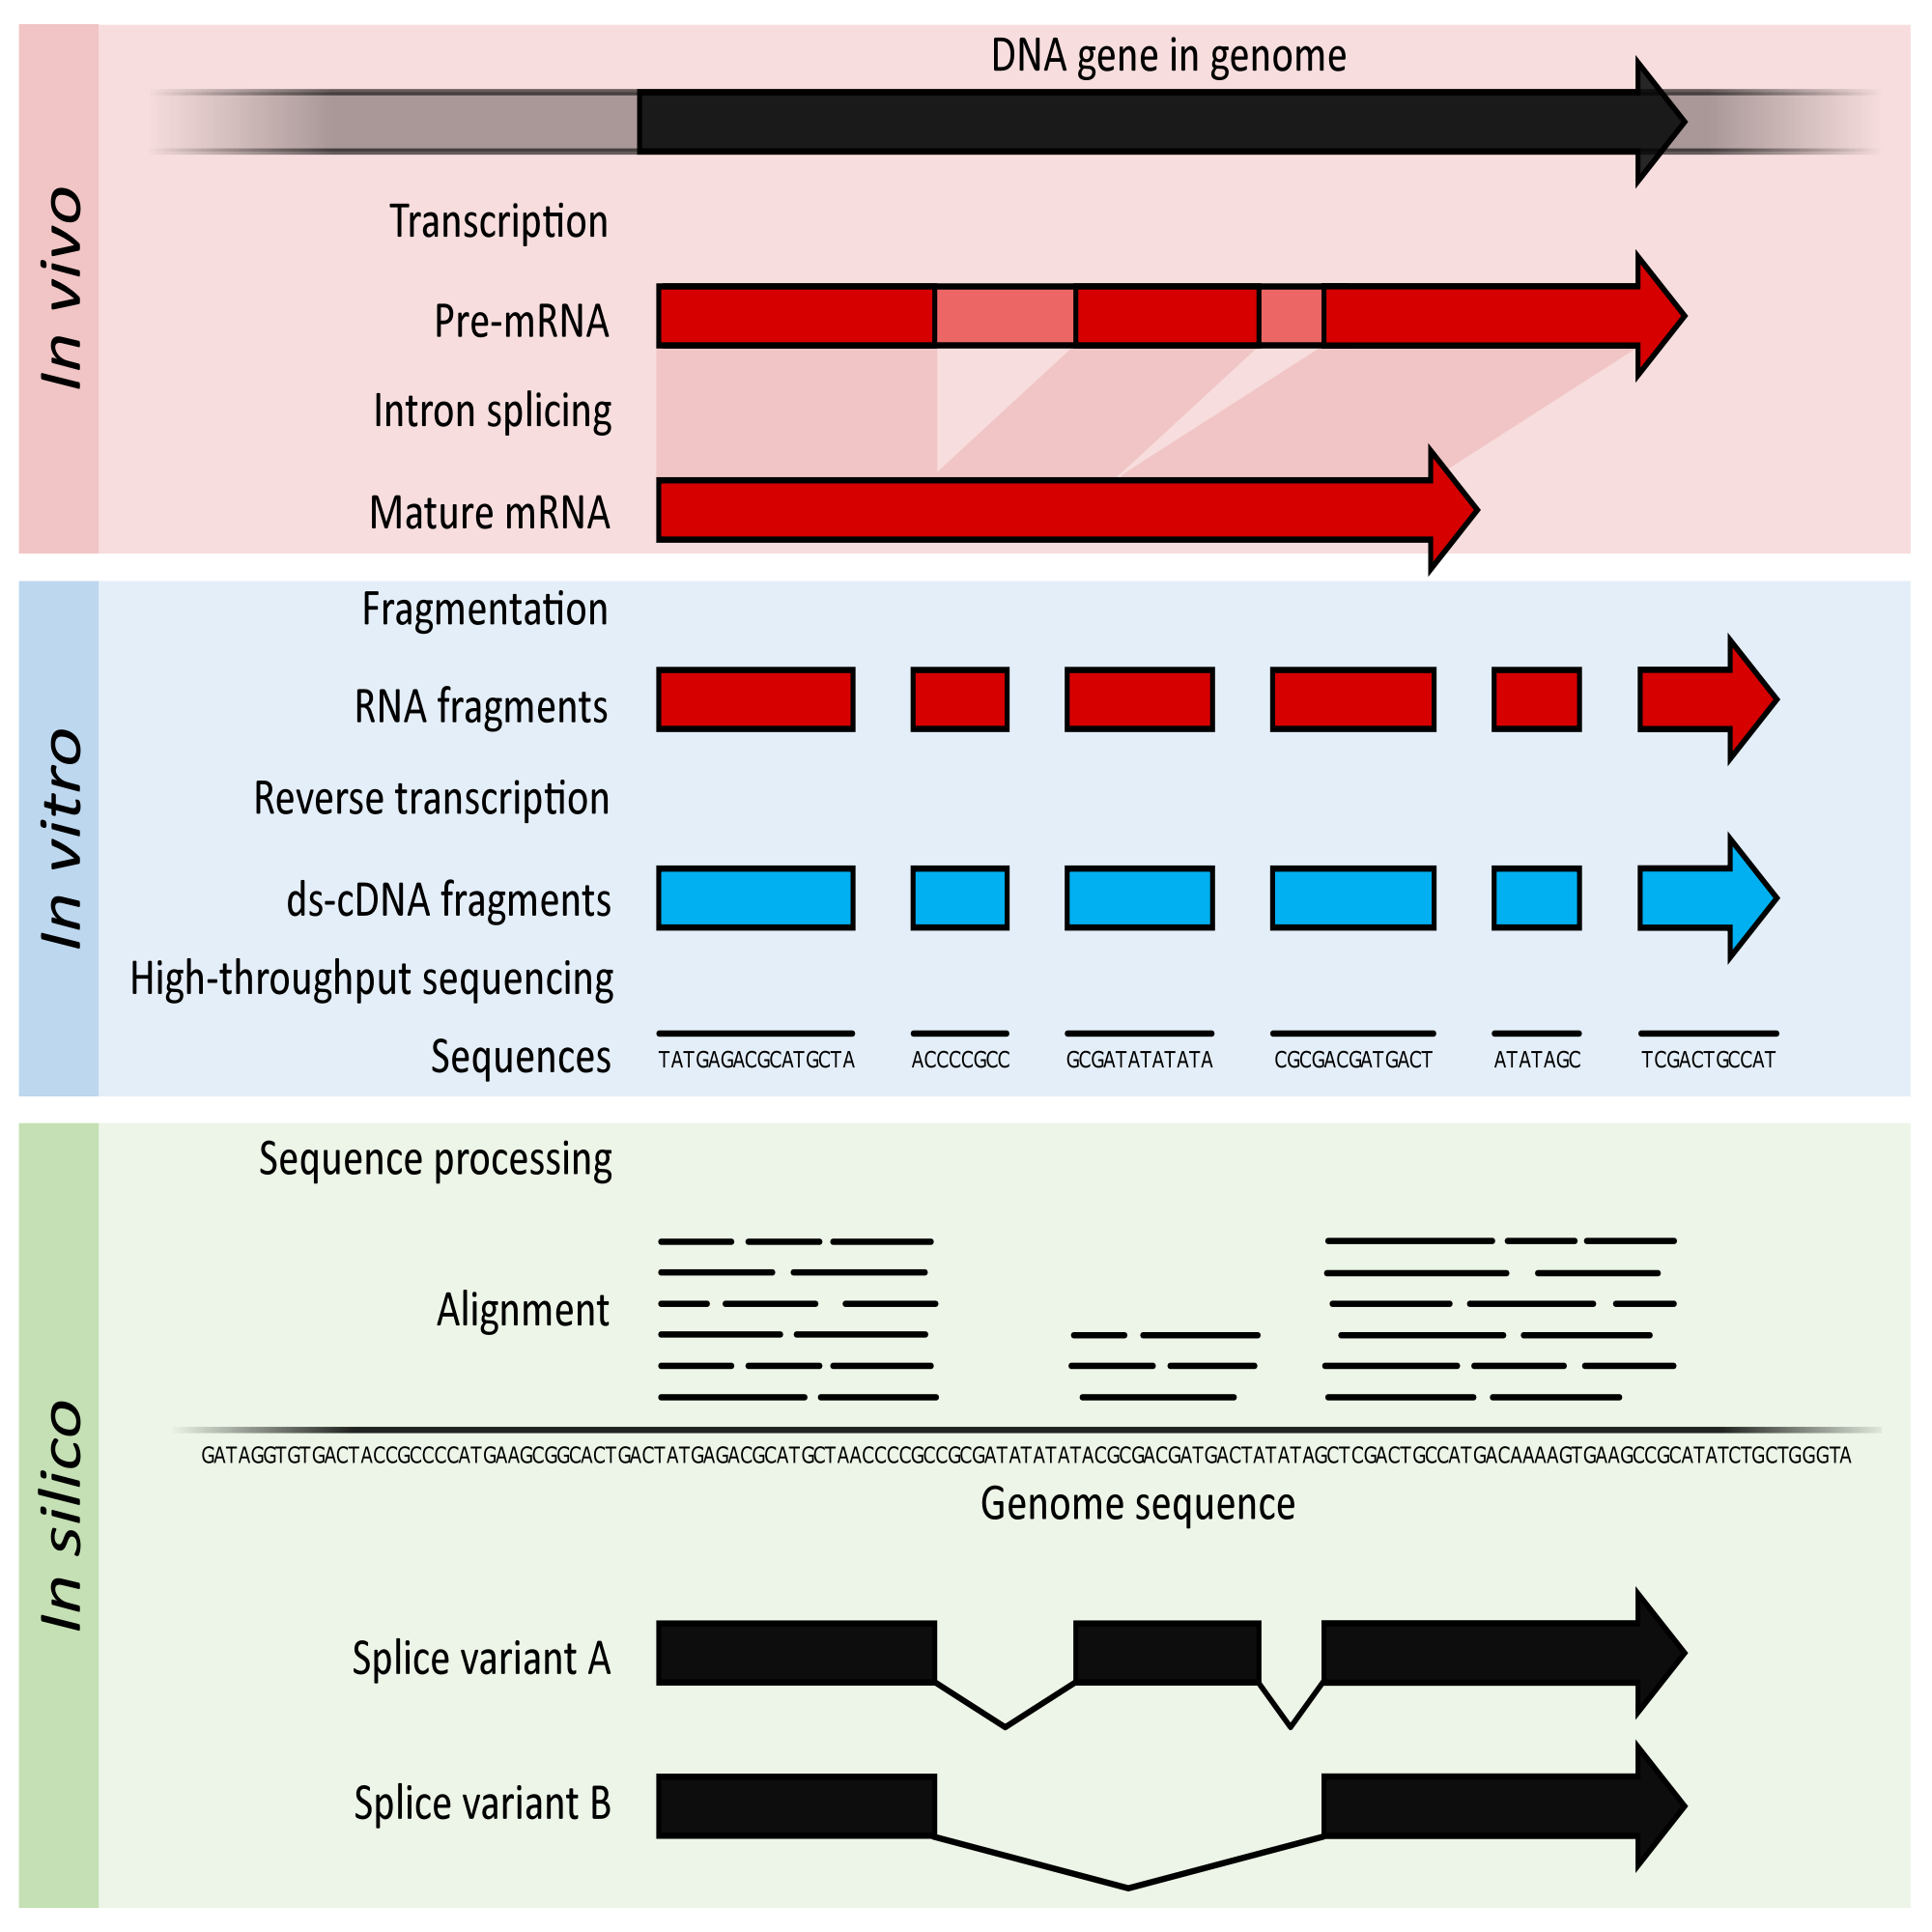 In vivo
DNA gene in genome
Transcription
Pre-mRNA
Intron splicing
Mature mRNA
In vitro
Fragmentation
RNA fragments
Reverse transcription
ds-cDNA fragments
High-throughput sequencing
Sequences TATGAGACGCATGCTA ACCCCGCC GCGATATATATA CGCGACGATGACT ATATAGC TCGACTGCCAT
In silico
Sequence processing
Alignment
GATAGGTGTGACTACCGCCCCCATGAAGCGGCACTGACTATGAGACGCATGCTAACCCCGCCGCGATATATATACGCGACGATGACTATATAGCTCGACTGCCATGACAAAAGTGAAGCCGCATATCTGCTGGGTA
Genome sequence
Splice variant A
Splice variant B